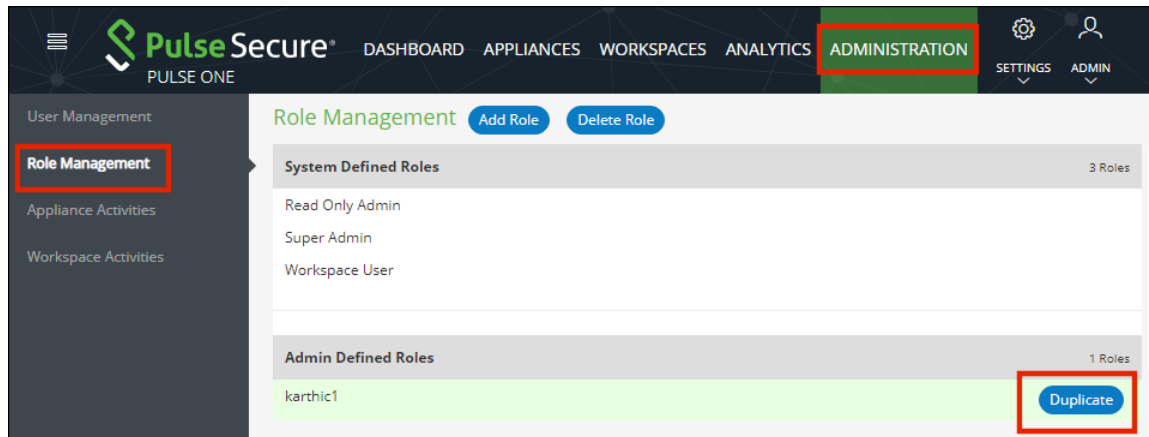 Pulse Secure®
PULSE ONE
DASHBOARD APPLIANCES WORKSPACES ANALYTICS ADMINISTRATION
SETTINGS ADMIN
User Management
Role Management
Appliance Activities
Workspace Activities
Role Management Add Role Delete Role
System Defined Roles 3 Roles
Read Only Admin
Super Admin
Workspace User
Admin Defined Roles 1 Roles
karthic1 Duplicate